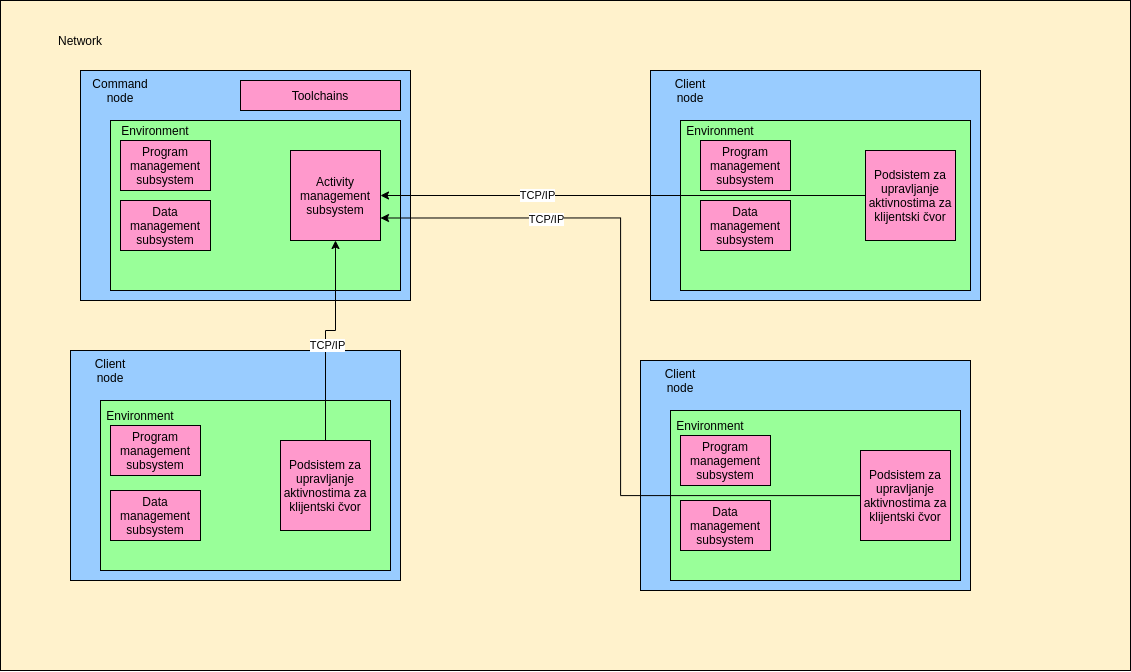 Network
Command
node
Toolchains
Environment
Program
management
subsystem
Data
management
subsystem
Activity
management
subsystem
TCP/IP
TCP/IP
TCP/IP
Client
node
Environment
Program
management
subsystem
Data
management
subsystem
Podsistem za
upravljanje
aktivnostima za
klijentski čvor
Client
node
Environment
Program
management
subsystem
Data
management
subsystem
Podsistem za
upravljanje
aktivnostima za
klijentski čvor
Client
node
Environment
Program
management
subsystem
Data
management
subsystem
Podsistem za
upravljanje
aktivnostima za
klijentski čvor